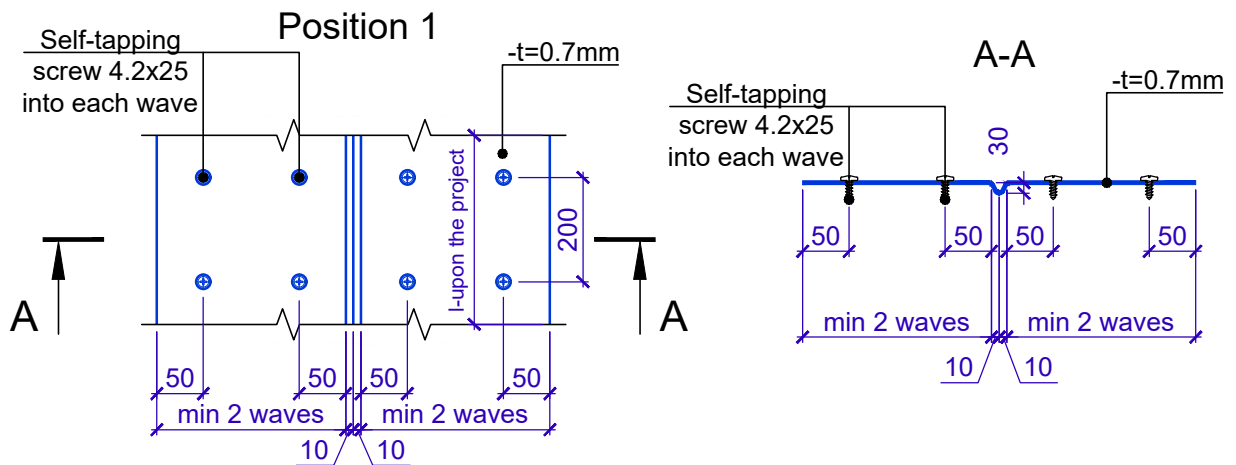 Position 1
Self-tapping
screw 4.2x25
into each wave
-t=0.7mm
l-upon the project
200
A
A
50
50
50
50
min 2 waves
min 2 waves
10
10
A-A
Self-tapping
screw 4.2x25
into each wave
-t=0.7mm
30
50
50
50
50
min 2 waves
min 2 waves
10
10